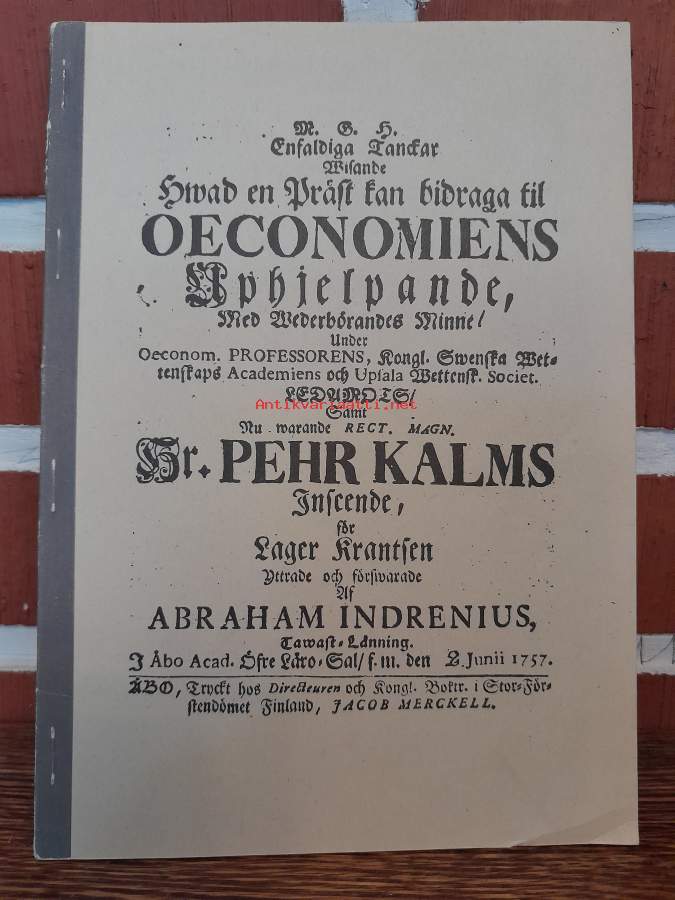 M. G. H.
Enfaldiga Tanckar
Wisande
Hwad en Präst kan bidraga til
OECONOMIENS
Uphjelpande,
Med Wederbörandes Minne/
Under
Oeconom. PROFESSORENS, Kongl. Swenska Wet-
tenskaps Academiens och Upsala Wettensk. Societ.
LEDAMOTS/
Antikvariaatti.net
Samt
Nu warande RECT. MAGN.
Hr. PEHR KALMS
Inseende,
för
Lager Krantsen
Yttrade och förswarade
Af
ABRAHAM INDRENIUS,
Tawast-Länning.
I Åbo Acad. Öfre Läro-Sal/ f. m. den 2. Junii 1757.
ÅBO, Tryckt hos Directeuren och Kongl. Boktr. i Stor-För-
stendömet Finland, JACOB MERCKELL.